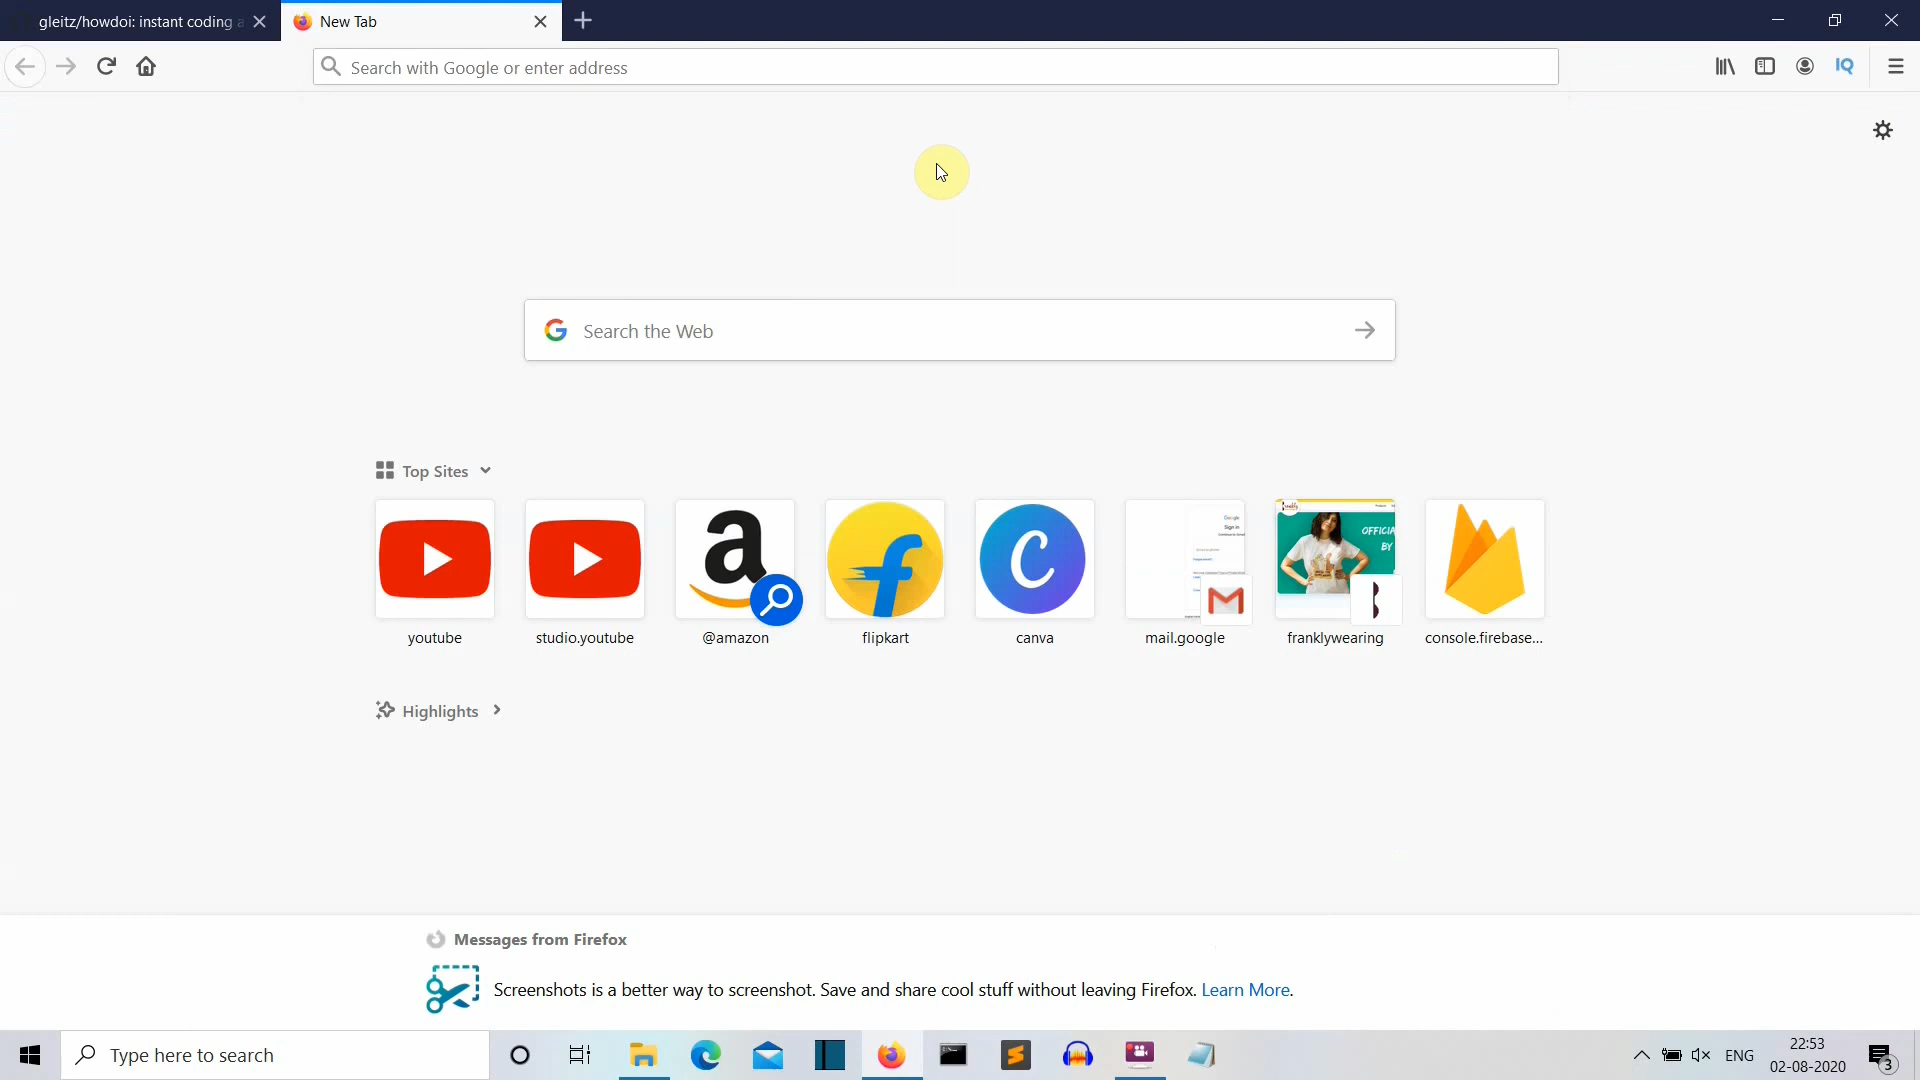 gleitz/howdoi: instant coding a
New Tab
Search with Google or enter address
IQ
Search the Web
Top Sites
youtube
studio.youtube
@amazon
flipkart
canva
mail.google
franklywearing
console.firebase...
Highlights
Messages from Firefox
Screenshots is a better way to screenshot. Save and share cool stuff without leaving Firefox. Learn More.
Type here to search
ENG
22:53
02-08-2020
3